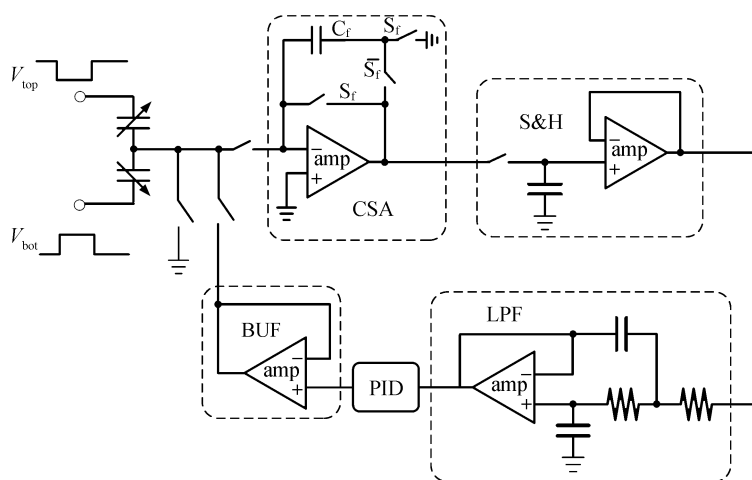 C_f S_f
V_top
S̄_f
S_f
S&H
−
amp
+
−
amp
+
CSA
V_bot
LPF
BUF
−
amp
+
PID
−
amp
+